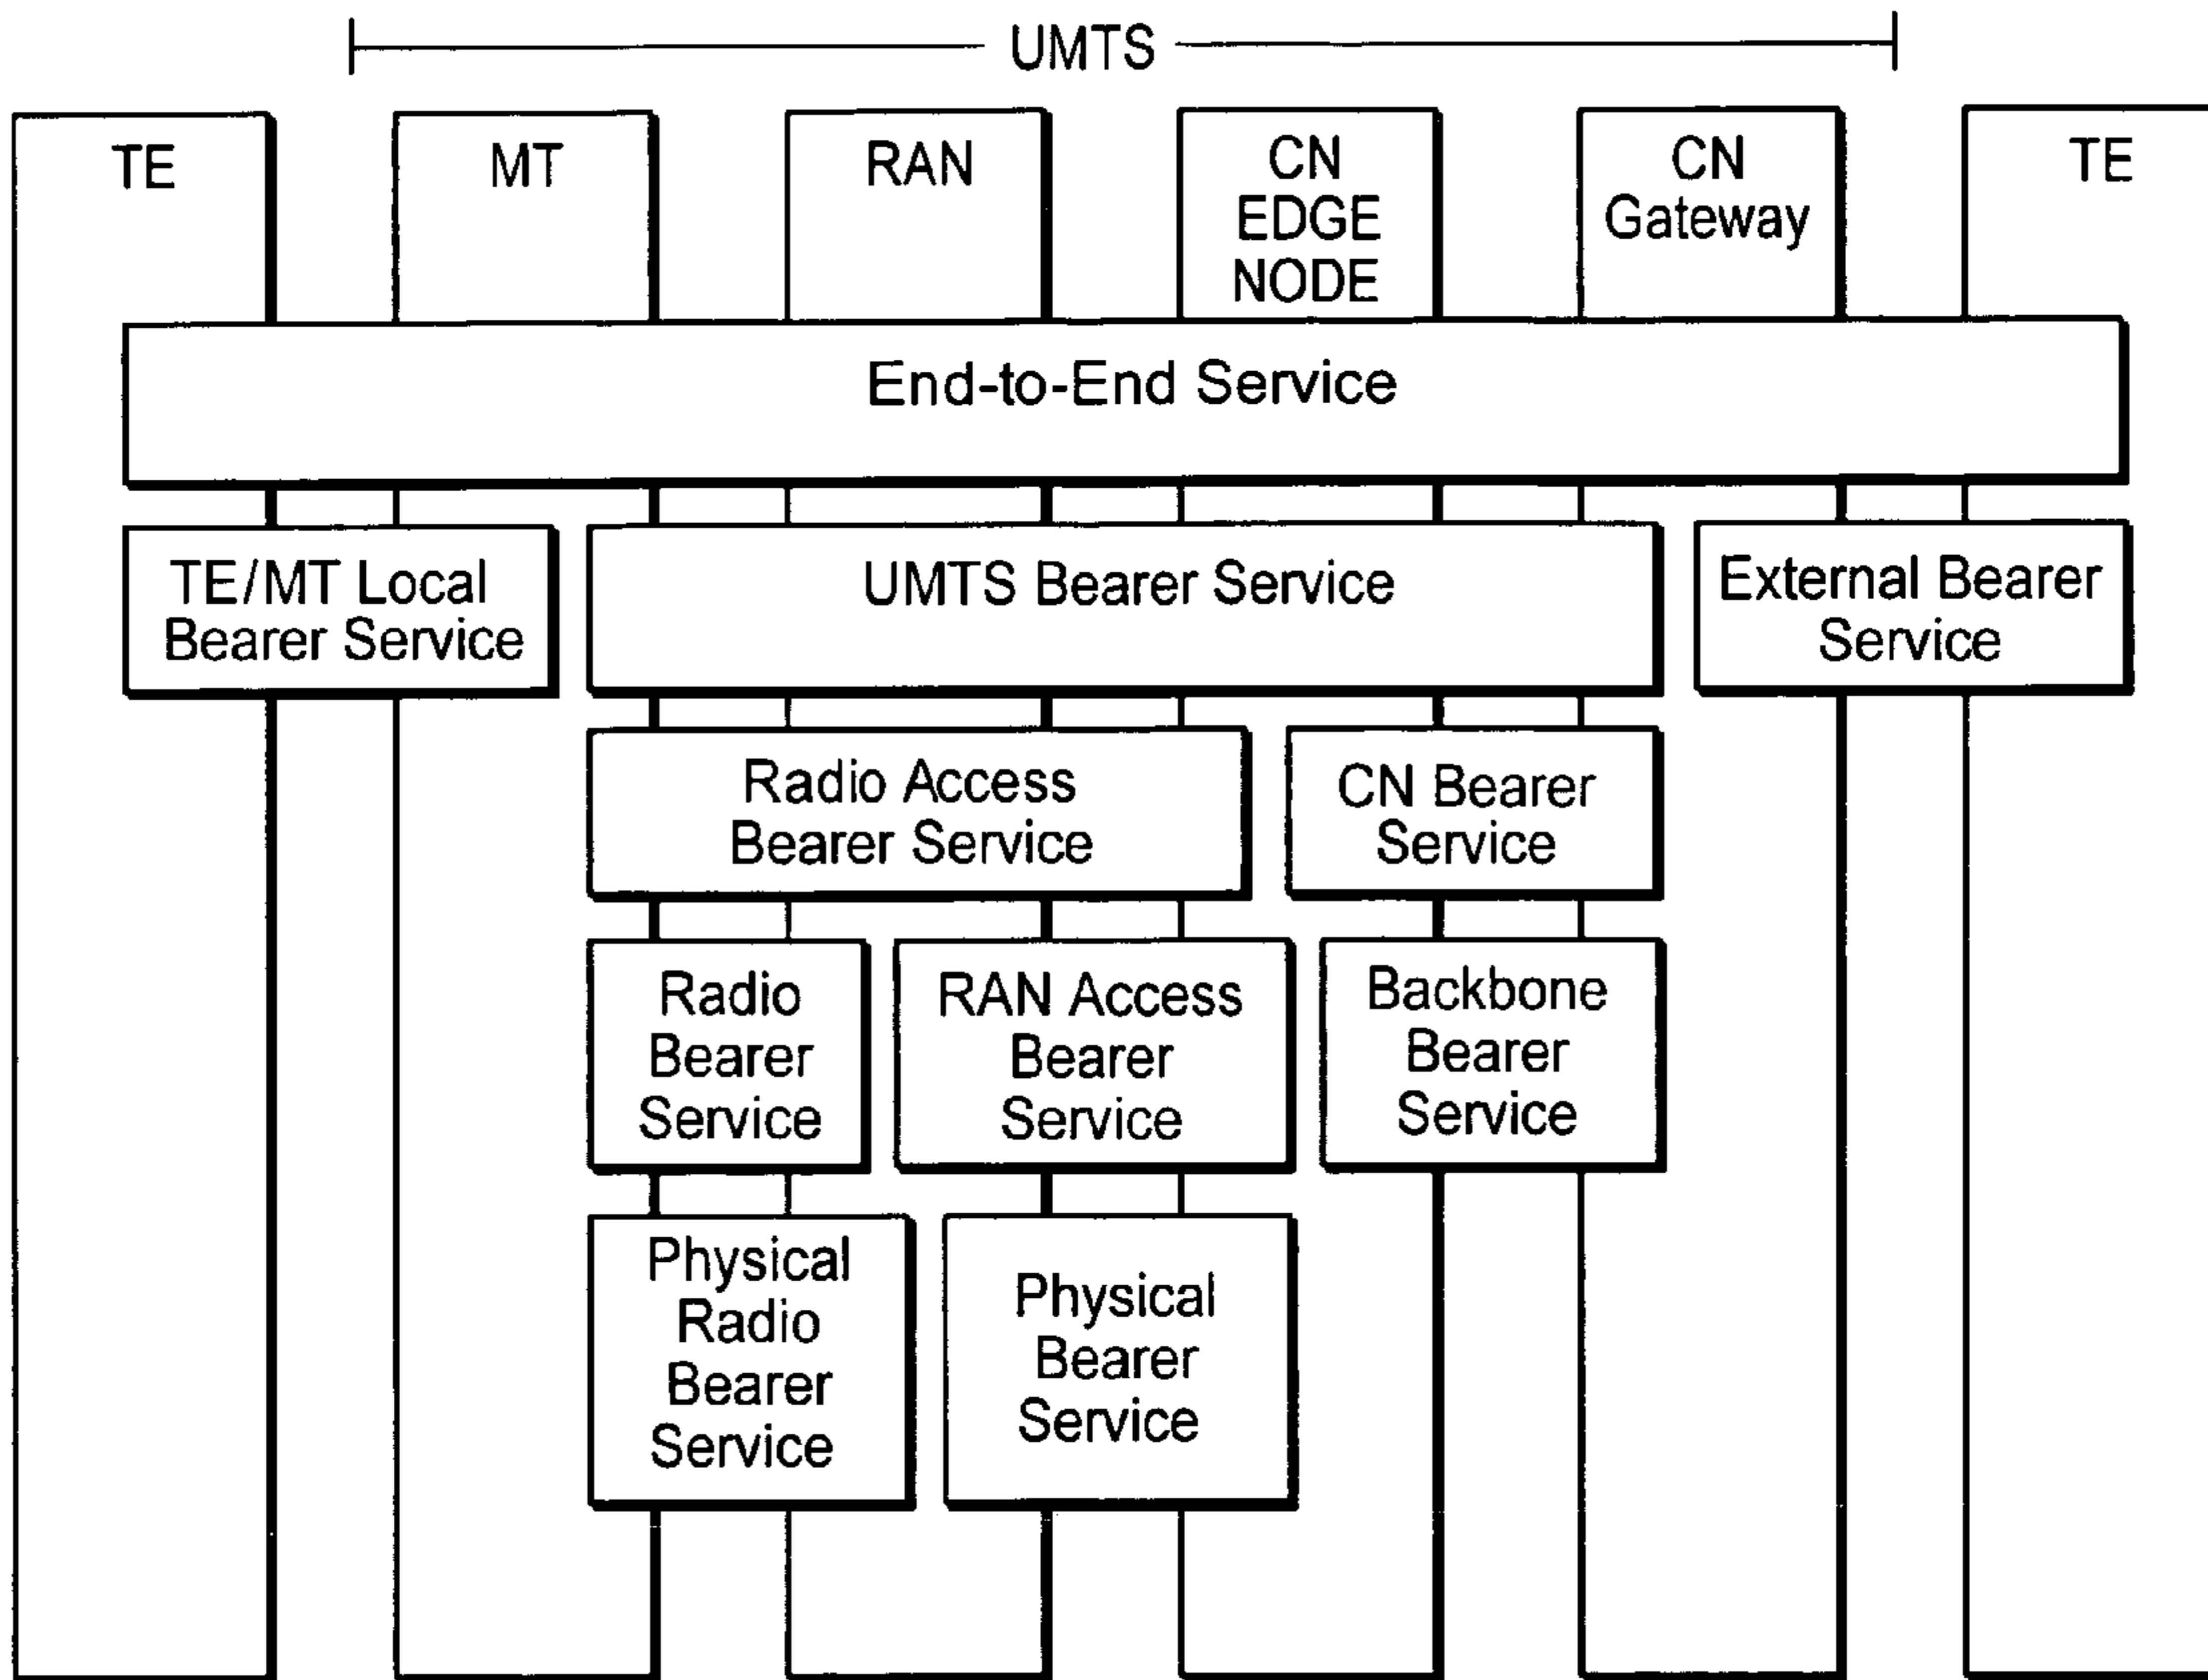 UMTS
TE
MT
RAN
CN
EDGE
NODE
CN
Gateway
TE
End-to-End Service
TE/MT Local
Bearer Service
UMTS Bearer Service
External Bearer
Service
Radio Access
Bearer Service
CN Bearer
Service
Radio
Bearer
Service
RAN Access
Bearer
Service
Backbone
Bearer
Service
Physical
Radio
Bearer
Service
Physical
Bearer
Service